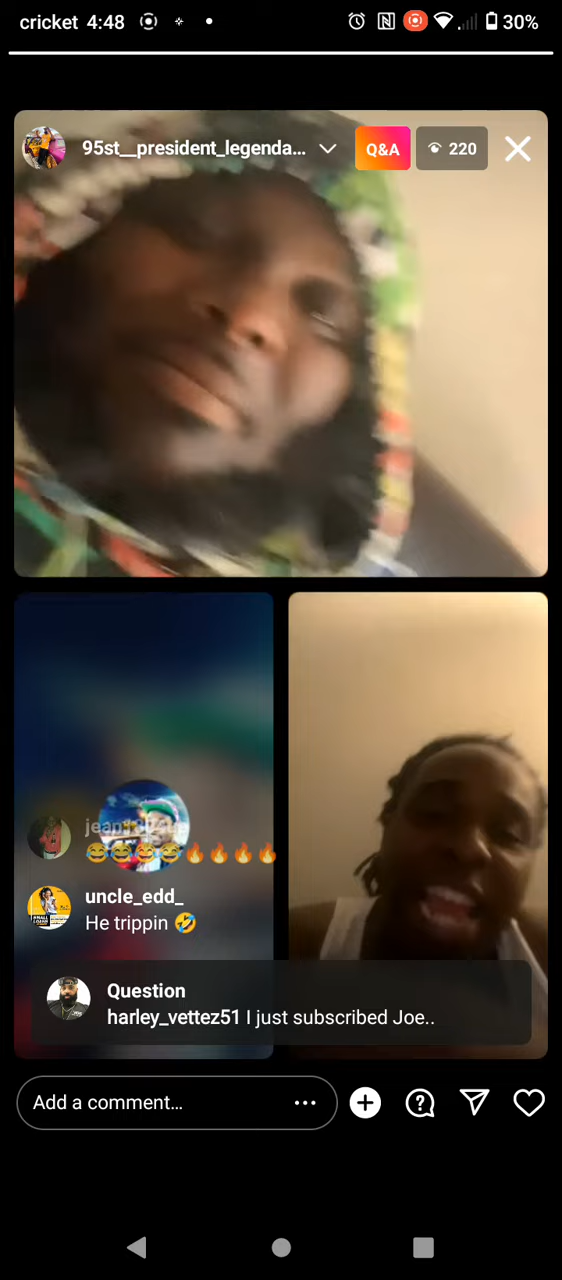 cricket 4:48 30%
95st__president_legenda... Q&A 220
😂😂😂😂🔥🔥🔥🔥
uncle_edd_
He trippin 🤣
Question
harley_vettez51 I just subscribed Joe..
Add a comment...